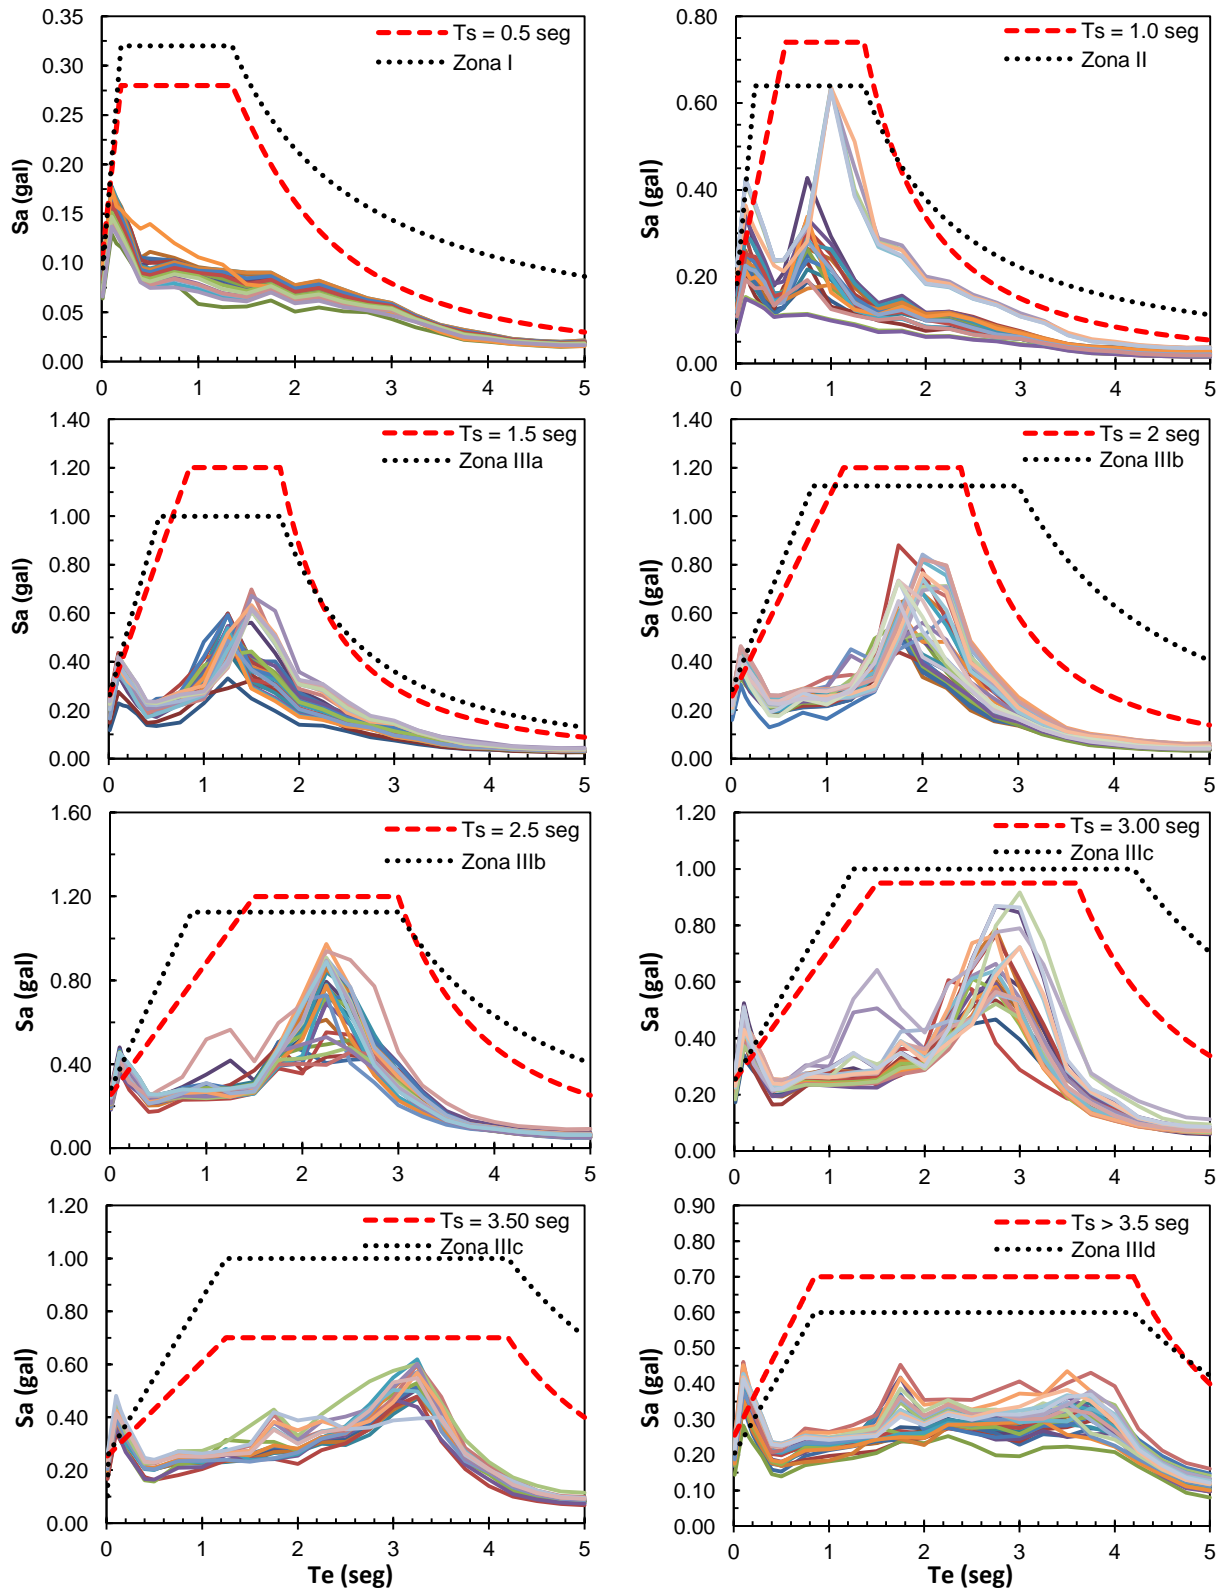 0.35
0.30
0.25
0.20
0.15
0.10
0.05
0.00
Sa (gal)
Ts = 0.5 seg
Zona I
0 1 2 3 4 5
0.80
0.60
0.40
0.20
0.00
Sa (gal)
Ts = 1.0 seg
Zona II
0 1 2 3 4 5
1.40
1.20
1.00
0.80
0.60
0.40
0.20
0.00
Sa (gal)
Ts = 1.5 seg
Zona IIIa
0 1 2 3 4 5
1.40
1.20
1.00
0.80
0.60
0.40
0.20
0.00
Sa (gal)
Ts = 2 seg
Zona IIIb
0 1 2 3 4 5
1.60
1.20
0.80
0.40
0.00
Sa (gal)
Ts = 2.5 seg
Zona IIIb
0 1 2 3 4 5
1.20
1.00
0.80
0.60
0.40
0.20
0.00
Sa (gal)
Ts = 3.00 seg
Zona IIIc
0 1 2 3 4 5
1.20
1.00
0.80
0.60
0.40
0.20
0.00
Sa (gal)
Ts = 3.50 seg
Zona IIIc
0 1 2 3 4 5
Te (seg)
0.90
0.80
0.70
0.60
0.50
0.40
0.30
0.20
0.10
0.00
Sa (gal)
Ts > 3.5 seg
Zona IIId
0 1 2 3 4 5
Te (seg)